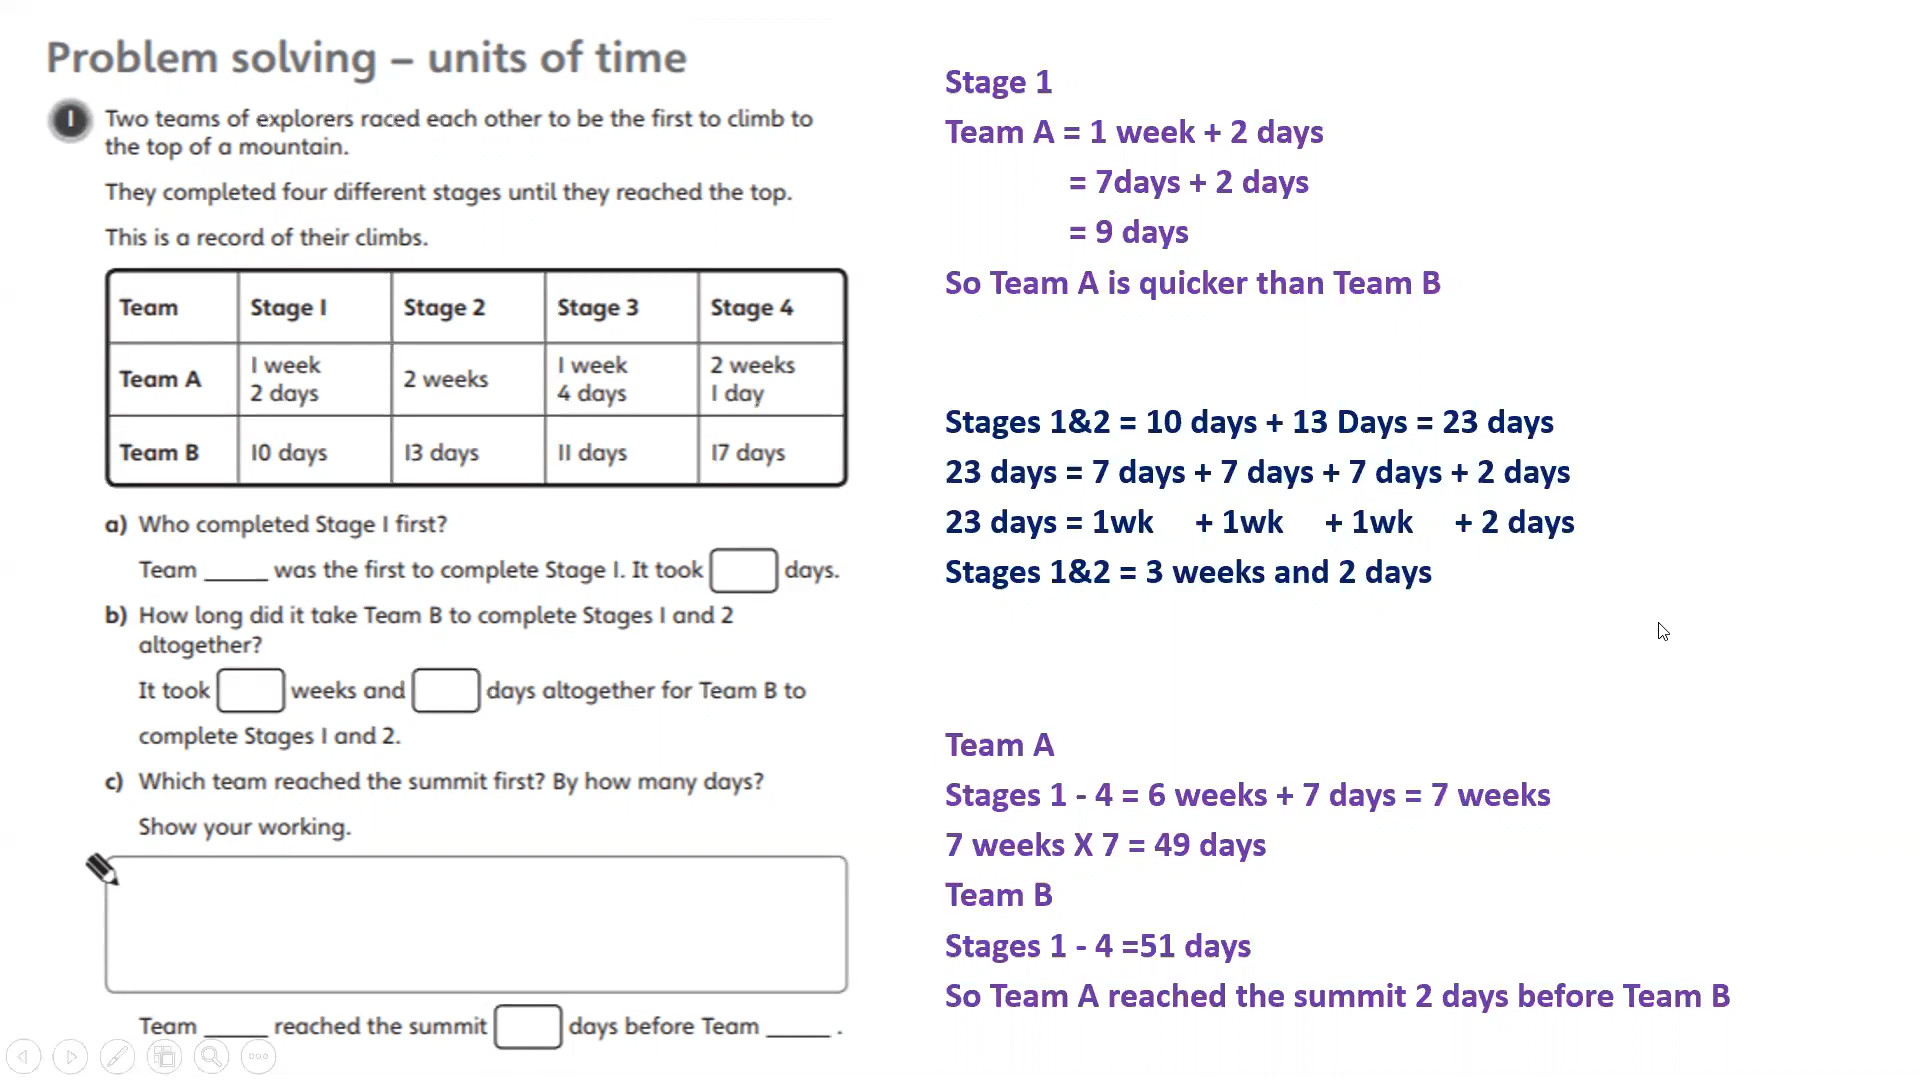 Problem solving – units of time
1 Two teams of explorers raced each other to be the first to climb to
the top of a mountain.
They completed four different stages until they reached the top.
This is a record of their climbs.
Team Stage 1 Stage 2 Stage 3 Stage 4
Team A 1 week 2 days 2 weeks 1 week 4 days 2 weeks 1 day
Team B 10 days 13 days 11 days 17 days
a) Who completed Stage 1 first?
Team _____ was the first to complete Stage 1. It took days.
b) How long did it take Team B to complete Stages 1 and 2
altogether?
It took weeks and days altogether for Team B to
complete Stages 1 and 2.
c) Which team reached the summit first? By how many days?
Show your working.
Team _____ reached the summit days before Team _____ .
Stage 1
Team A = 1 week + 2 days
= 7days + 2 days
= 9 days
So Team A is quicker than Team B
Stages 1&2 = 10 days + 13 Days = 23 days
23 days = 7 days + 7 days + 7 days + 2 days
23 days = 1wk + 1wk + 1wk + 2 days
Stages 1&2 = 3 weeks and 2 days
Team A
Stages 1 - 4 = 6 weeks + 7 days = 7 weeks
7 weeks X 7 = 49 days
Team B
Stages 1 - 4 =51 days
So Team A reached the summit 2 days before Team B